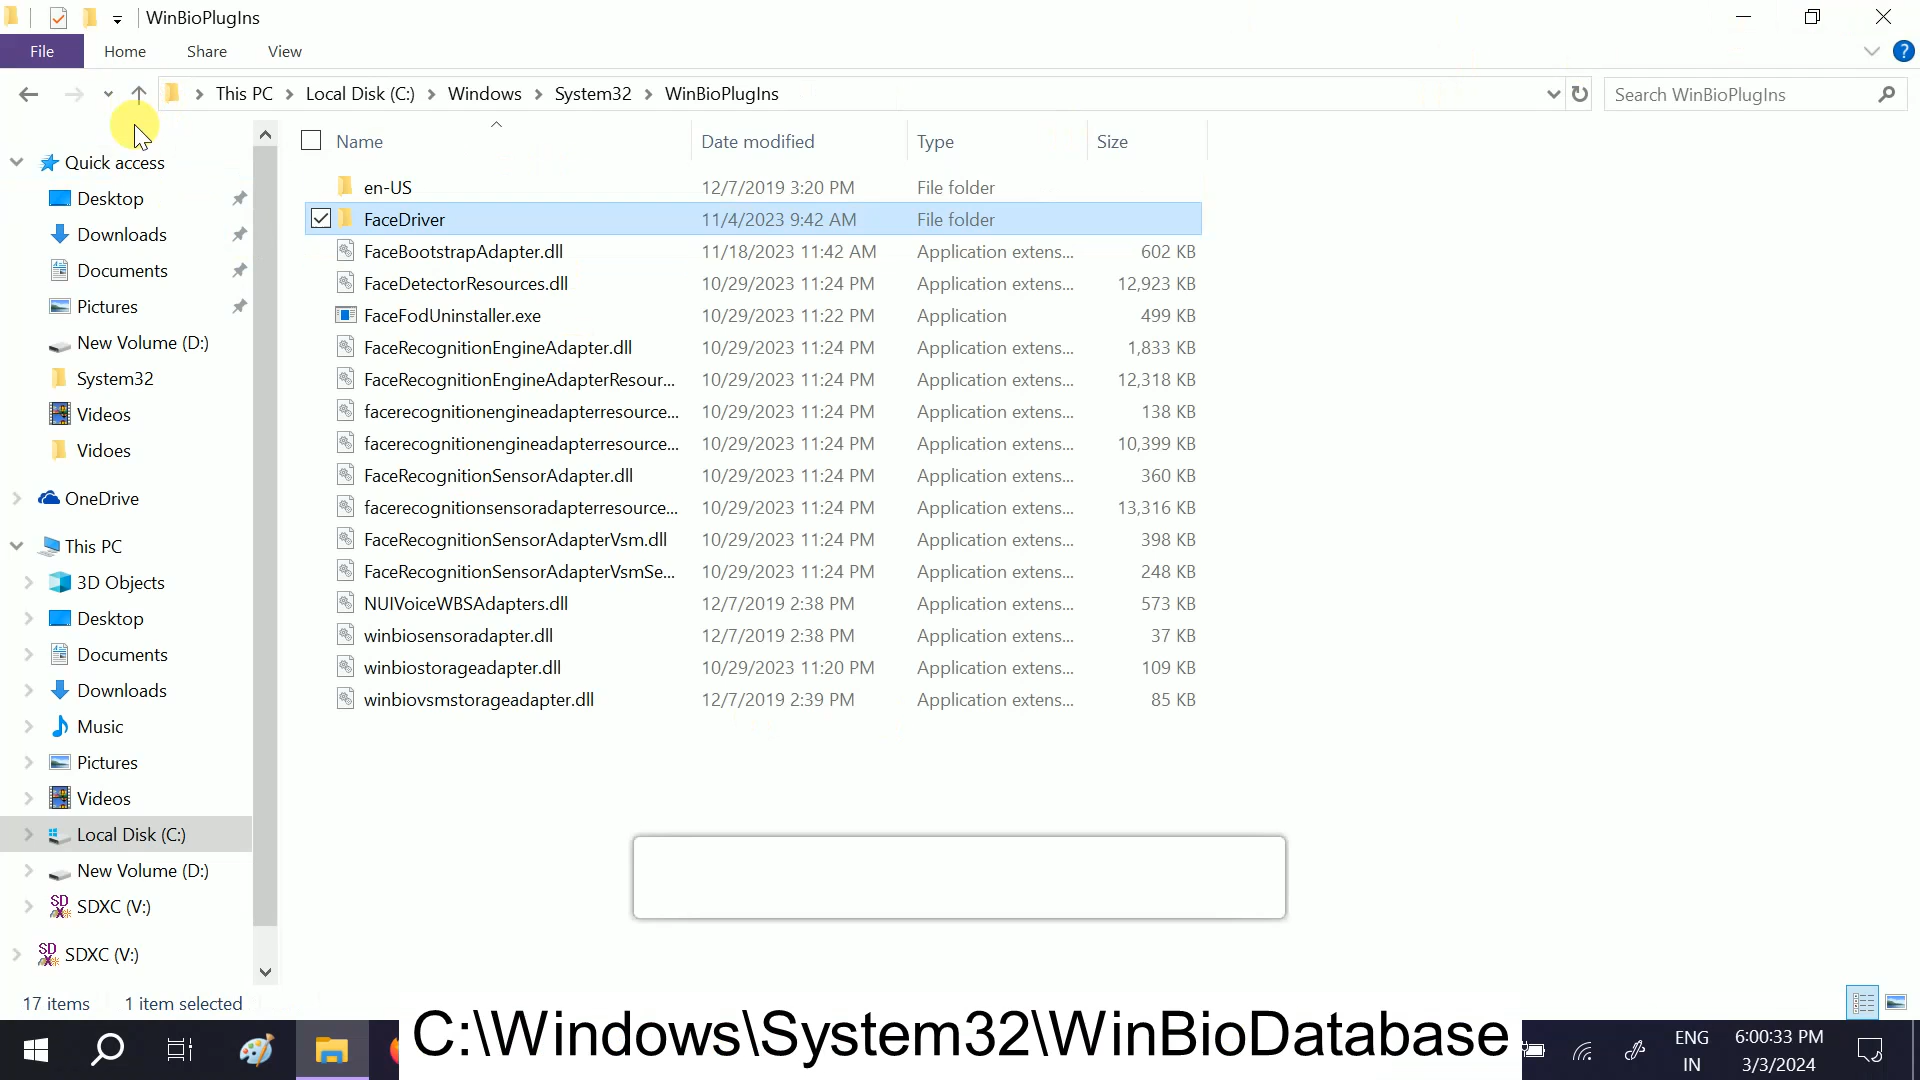 WinBioPlugIns
File Home Share View
This PC Local Disk (C:) Windows System32 WinBioPlugIns
Search WinBioPlugIns
Quick access
Desktop
Downloads
Documents
Pictures
New Volume (D:)
System32
Videos
Vidoes
OneDrive
This PC
3D Objects
Desktop
Documents
Downloads
Music
Pictures
Videos
Local Disk (C:)
New Volume (D:)
SDXC (V:)
SDXC (V:)
Name Date modified Type Size
en-US 12/7/2019 3:20 PM File folder
FaceDriver 11/4/2023 9:42 AM File folder
FaceBootstrapAdapter.dll 11/18/2023 11:42 AM Application extens... 602 KB
FaceDetectorResources.dll 10/29/2023 11:24 PM Application extens... 12,923 KB
FaceFodUninstaller.exe 10/29/2023 11:22 PM Application 499 KB
FaceRecognitionEngineAdapter.dll 10/29/2023 11:24 PM Application extens... 1,833 KB
FaceRecognitionEngineAdapterResour... 10/29/2023 11:24 PM Application extens... 12,318 KB
facerecognitionengineadapterresource... 10/29/2023 11:24 PM Application extens... 138 KB
facerecognitionengineadapterresource... 10/29/2023 11:24 PM Application extens... 10,399 KB
FaceRecognitionSensorAdapter.dll 10/29/2023 11:24 PM Application extens... 360 KB
facerecognitionsensoradapterresource... 10/29/2023 11:24 PM Application extens... 13,316 KB
FaceRecognitionSensorAdapterVsm.dll 10/29/2023 11:24 PM Application extens... 398 KB
FaceRecognitionSensorAdapterVsmSe... 10/29/2023 11:24 PM Application extens... 248 KB
NUIVoiceWBSAdapters.dll 12/7/2019 2:38 PM Application extens... 573 KB
winbiosensoradapter.dll 12/7/2019 2:38 PM Application extens... 37 KB
winbiostorageadapter.dll 10/29/2023 11:20 PM Application extens... 109 KB
winbiovsmstorageadapter.dll 12/7/2019 2:39 PM Application extens... 85 KB
17 items 1 item selected
C:\Windows\System32\WinBioDatabase
ENG
IN
6:00:33 PM
3/3/2024